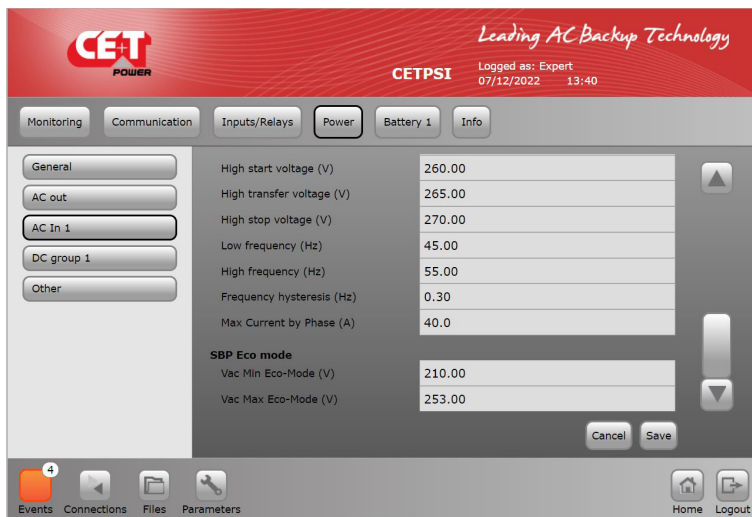 CE+T
POWER
Leading AC Backup Technology
CETPSI
Logged as: Expert
07/12/2022 13:40
Monitoring Communication Inputs/Relays Power Battery 1 Info
General
AC out
AC In 1
DC group 1
Other
High start voltage (V) 260.00
High transfer voltage (V) 265.00
High stop voltage (V) 270.00
Low frequency (Hz) 45.00
High frequency (Hz) 55.00
Frequency hysteresis (Hz) 0.30
Max Current by Phase (A) 40.0
SBP Eco mode
Vac Min Eco-Mode (V) 210.00
Vac Max Eco-Mode (V) 253.00
Cancel Save
4
Events Connections Files Parameters Home Logout